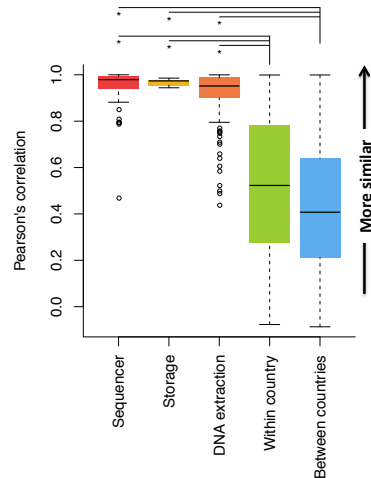 *
*
*
*
*
*
Pearson's correlation
1.0
0.8
0.6
0.4
0.2
0.0
Sequencer
Storage
DNA extraction
Within country
Between countries
More similar